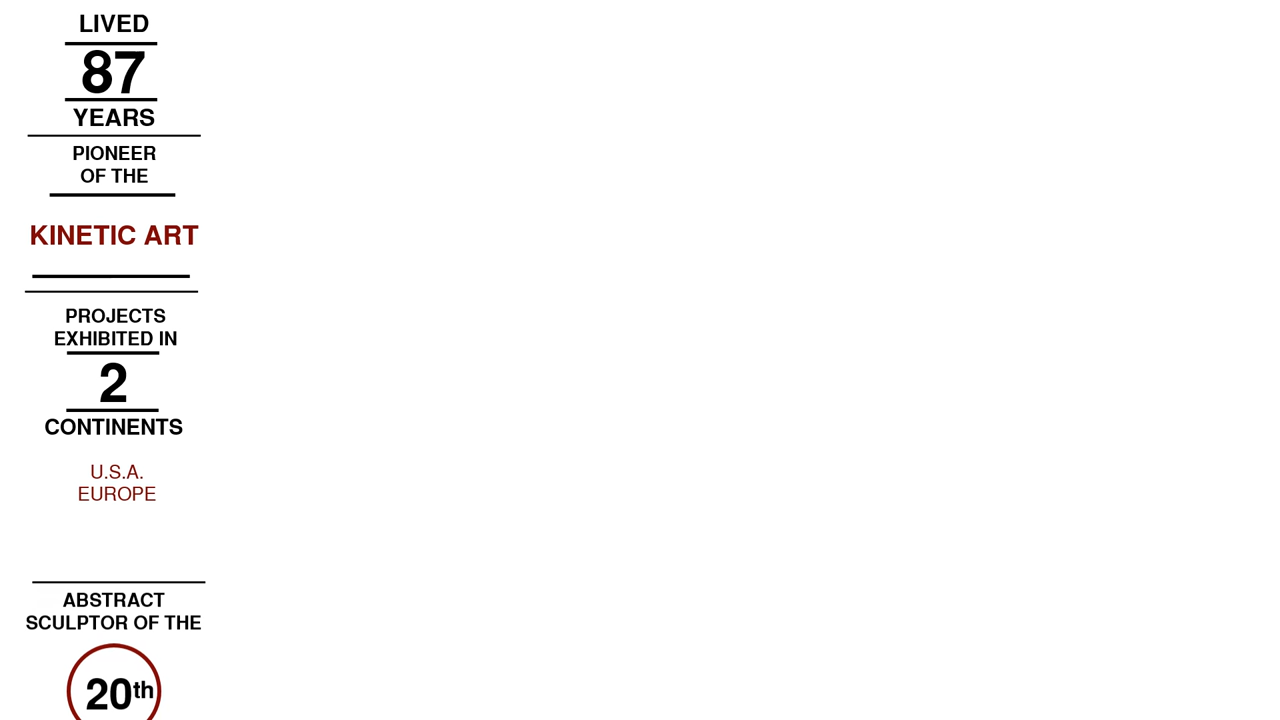 LIVED
87
YEARS
PIONEER
OF THE
KINETIC ART
PROJECTS
EXHIBITED IN
2
CONTINENTS
U.S.A.
EUROPE
ABSTRACT
SCULPTOR OF THE
20th